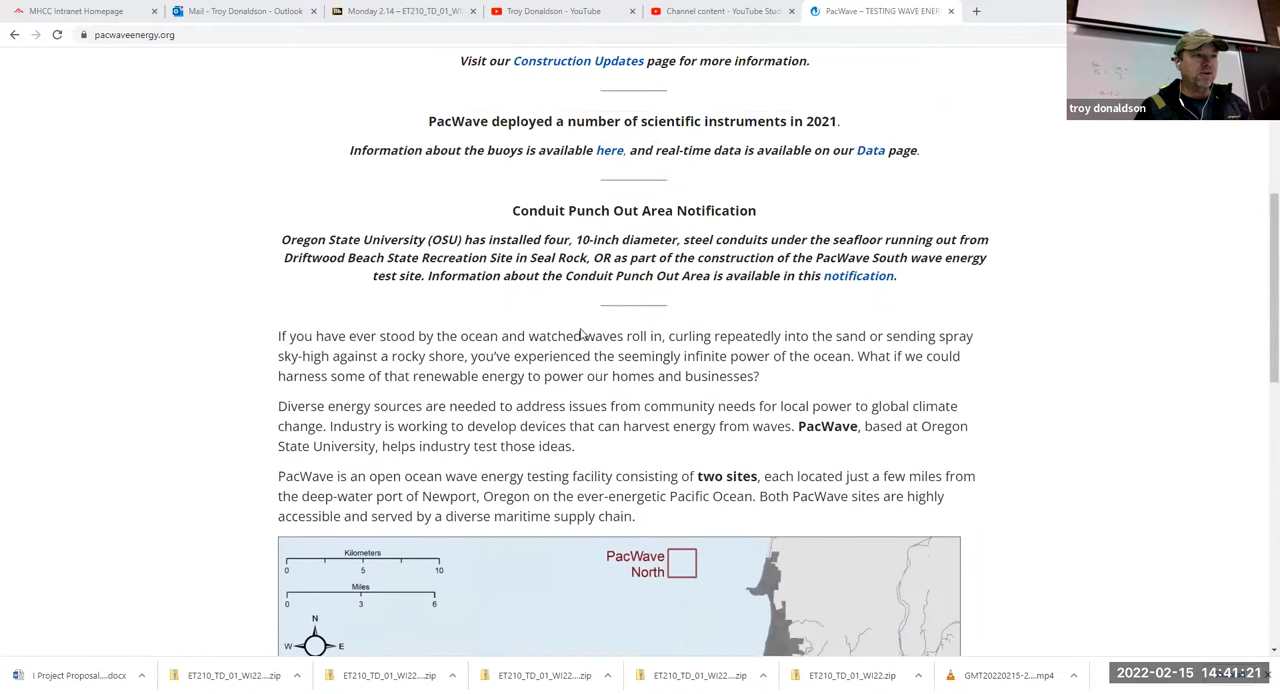 MHCC Intranet Homepage
Mail - Troy Donaldson - Outlook
Monday 2.14 – ET210_TD_01_WI
Troy Donaldson - YouTube
Channel content - YouTube Stud
PacWave – TESTING WAVE ENER
pacwaveenergy.org
troy donaldson
Visit our Construction Updates page for more information.
PacWave deployed a number of scientific instruments in 2021.
Information about the buoys is available here, and real-time data is available on our Data page.
Conduit Punch Out Area Notification
Oregon State University (OSU) has installed four, 10-inch diameter, steel conduits under the seafloor running out from
Driftwood Beach State Recreation Site in Seal Rock, OR as part of the construction of the PacWave South wave energy
test site. Information about the Conduit Punch Out Area is available in this notification.
If you have ever stood by the ocean and watched waves roll in, curling repeatedly into the sand or sending spray
sky-high against a rocky shore, you’ve experienced the seemingly infinite power of the ocean. What if we could
harness some of that renewable energy to power our homes and businesses?
Diverse energy sources are needed to address issues from community needs for local power to global climate
change. Industry is working to develop devices that can harvest energy from waves. PacWave, based at Oregon
State University, helps industry test those ideas.
PacWave is an open ocean wave energy testing facility consisting of two sites, each located just a few miles from
the deep-water port of Newport, Oregon on the ever-energetic Pacific Ocean. Both PacWave sites are highly
accessible and served by a diverse maritime supply chain.
Kilometers
0 5 10
Miles
0 3 6
N
W E
PacWave
North
I Project Proposal....docx
ET210_TD_01_WI22....zip
ET210_TD_01_WI22....zip
ET210_TD_01_WI22....zip
ET210_TD_01_WI22....zip
ET210_TD_01_WI22.zip
GMT20220215-2....mp4
2022-02-15 14:41:21